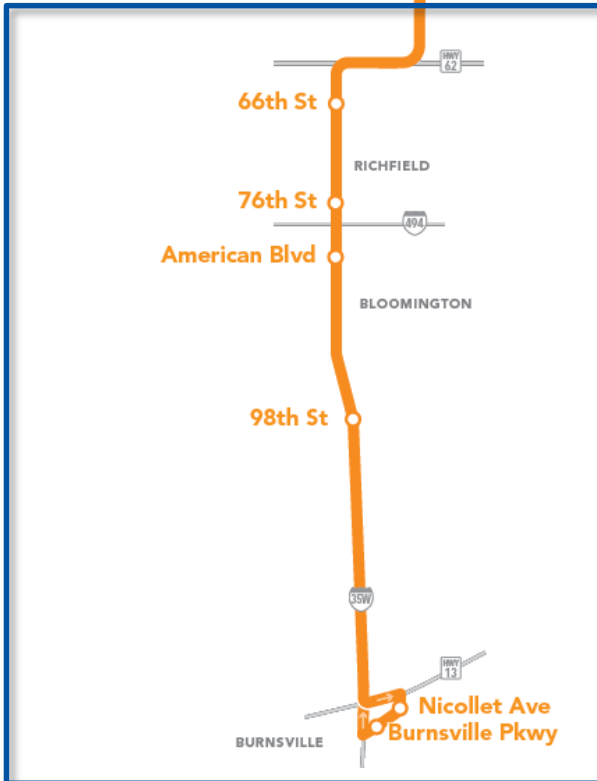 HWY
62
66th St
RICHFIELD
76th St
494
American Blvd
BLOOMINGTON
98th St
35W
HWY
13
Nicollet Ave
Burnsville Pkwy
BURNSVILLE